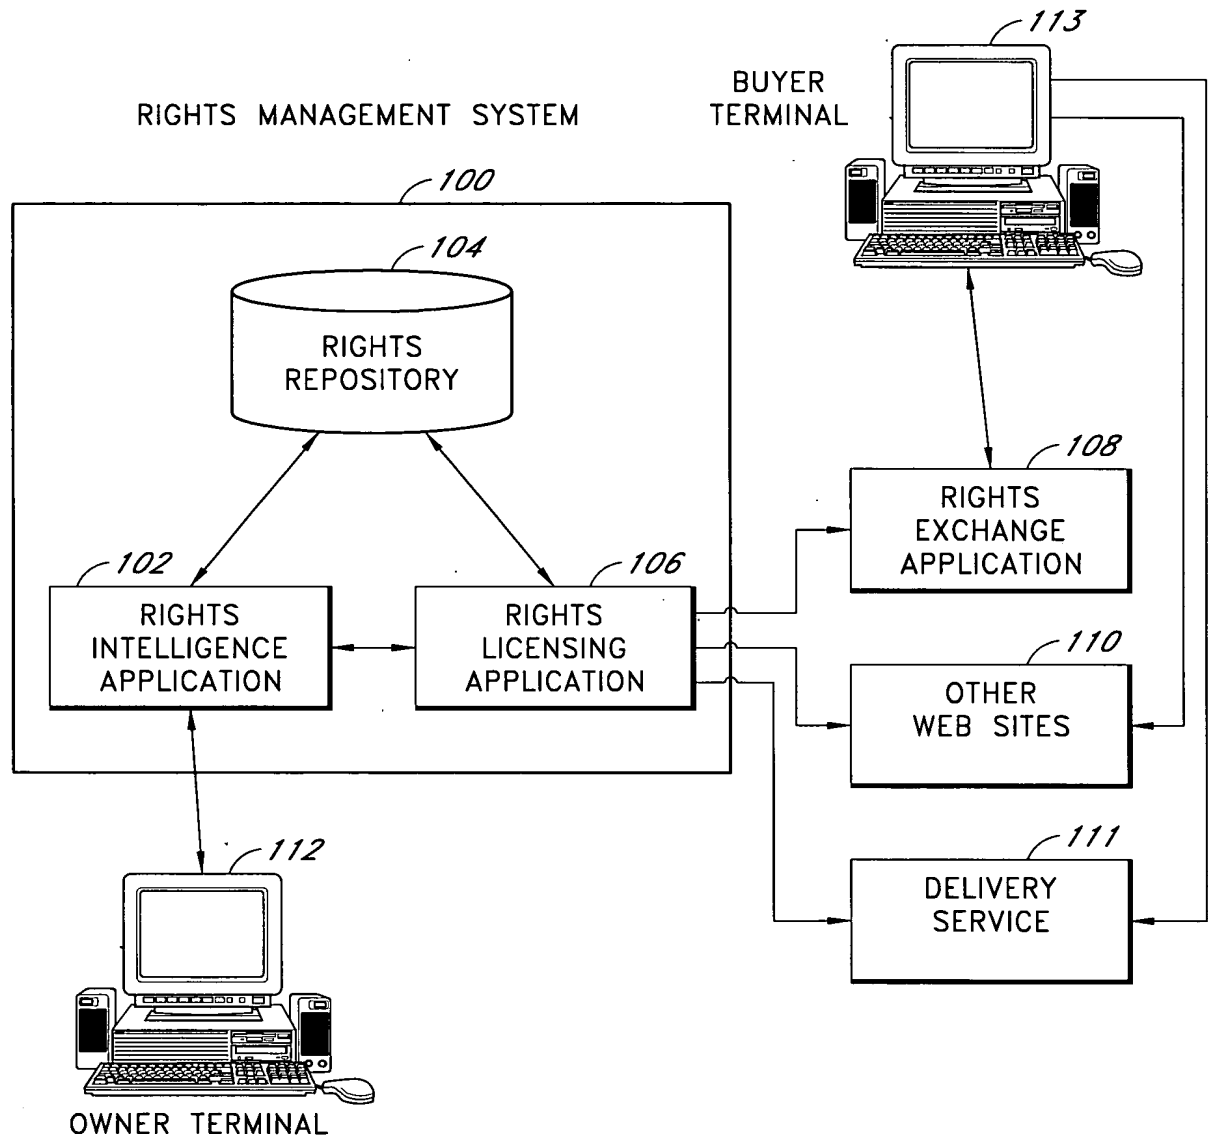 113
BUYER
TERMINAL
RIGHTS MANAGEMENT SYSTEM
100
104
RIGHTS
REPOSITORY
108
RIGHTS
EXCHANGE
APPLICATION
102
RIGHTS
INTELLIGENCE
APPLICATION
106
RIGHTS
LICENSING
APPLICATION
110
OTHER
WEB SITES
111
DELIVERY
SERVICE
112
OWNER TERMINAL